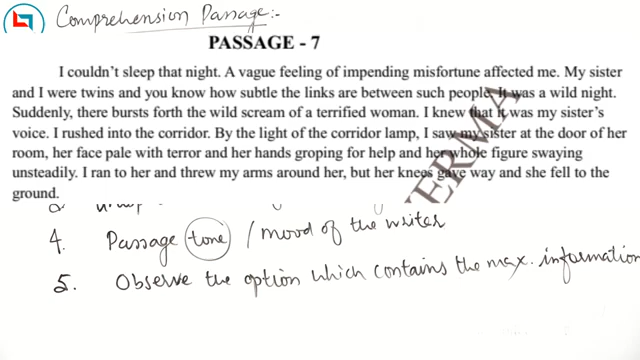 Comprehension Passage:-
PASSAGE - 7
I couldn't sleep that night. A vague feeling of impending misfortune affected me. My sister
and I were twins and you know how subtle the links are between such people. It was a wild night.
Suddenly, there bursts forth the wild scream of a terrified woman. I knew that it was my sister's
voice. I rushed into the corridor. By the light of the corridor lamp, I saw my sister at the door of her
room, her face pale with terror and her hands groping for help and her whole figure swaying
unsteadily. I ran to her and threw my arms around her, but her knees gave way and she fell to the
ground.
4. Passage tone / mood of the writer
5. Observe the option which contains the max. information